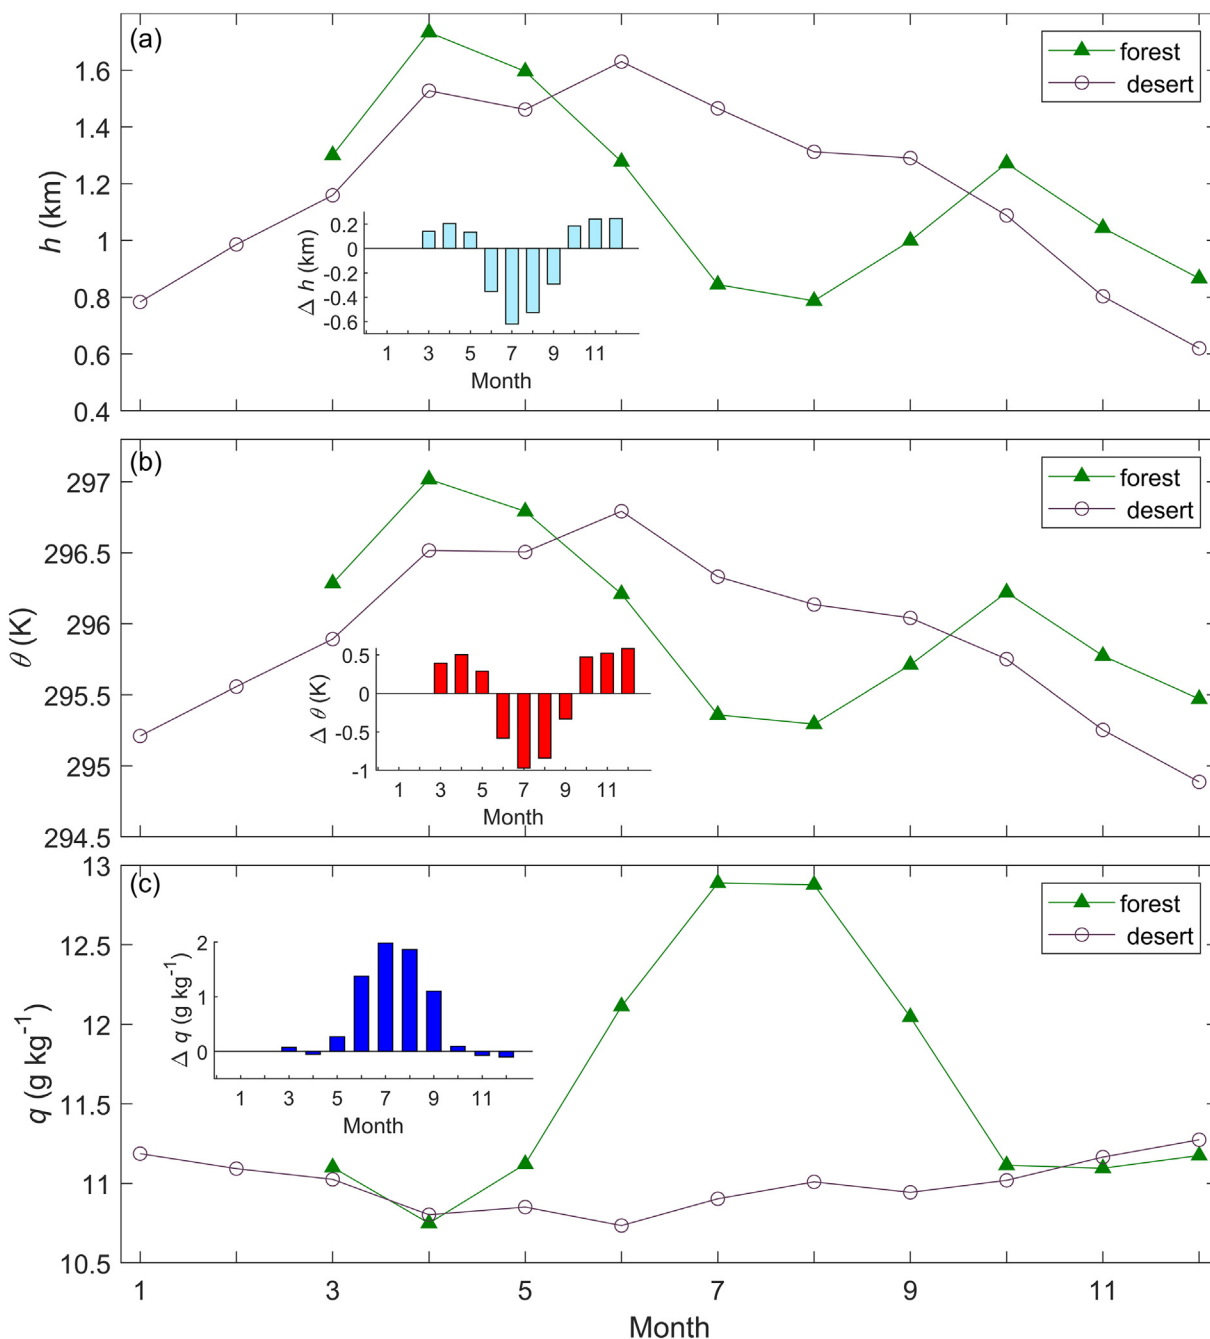 (a)
forest
desert
1.6
1.4
1.2
1
0.8
0.6
0.4
h (km)
0.2
0
-0.2
-0.4
-0.6
Δ h (km)
1 3 5 7 9 11
Month
(b)
forest
desert
297
296.5
296
295.5
295
294.5
θ (K)
0.5
0
-0.5
-1
Δ θ (K)
1 3 5 7 9 11
Month
(c)
forest
desert
13
12.5
12
11.5
11
10.5
q (g kg⁻¹)
2
1
0
Δ q (g kg⁻¹)
1 3 5 7 9 11
Month
1 3 5 7 9 11
Month